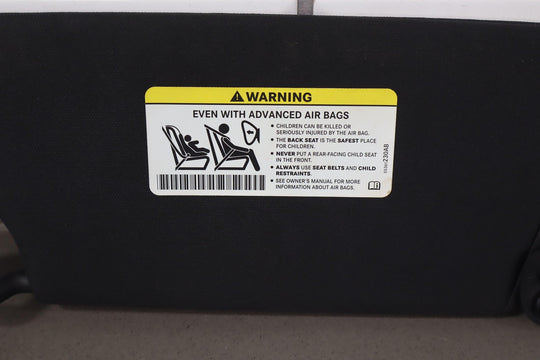 WARNING
EVEN WITH ADVANCED AIR BAGS
• CHILDREN CAN BE KILLED OR
SERIOUSLY INJURED BY THE AIR BAG.
• THE BACK SEAT IS THE SAFEST PLACE
FOR CHILDREN.
• NEVER PUT A REAR-FACING CHILD SEAT
IN THE FRONT.
• ALWAYS USE SEAT BELTS AND CHILD
RESTRAINTS.
• SEE OWNER'S MANUAL FOR MORE
INFORMATION ABOUT AIR BAGS.
230AB